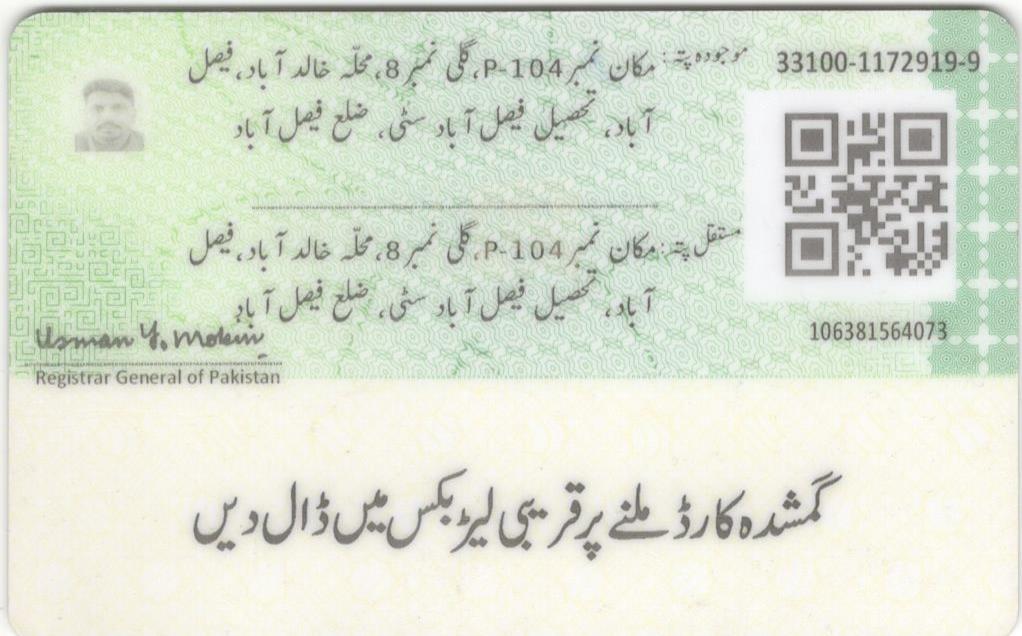 33100-1172919-9
موجودہ پتہ: مکان نمبر P-104، گلی نمبر 8، محلّہ خالد آباد، فیصل
آباد، تحصیل فیصل آباد سٹی، ضلع فیصل آباد
مستقل پتہ: مکان نمبر P-104، گلی نمبر 8، محلّہ خالد آباد، فیصل
آباد، تحصیل فیصل آباد سٹی، ضلع فیصل آباد
106381564073
Usman Y. Mobin
Registrar General of Pakistan
گمشدہ کارڈ ملنے پر قریبی لیٹر بکس میں ڈال دیں